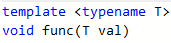 template <typename T>
void func(T val)